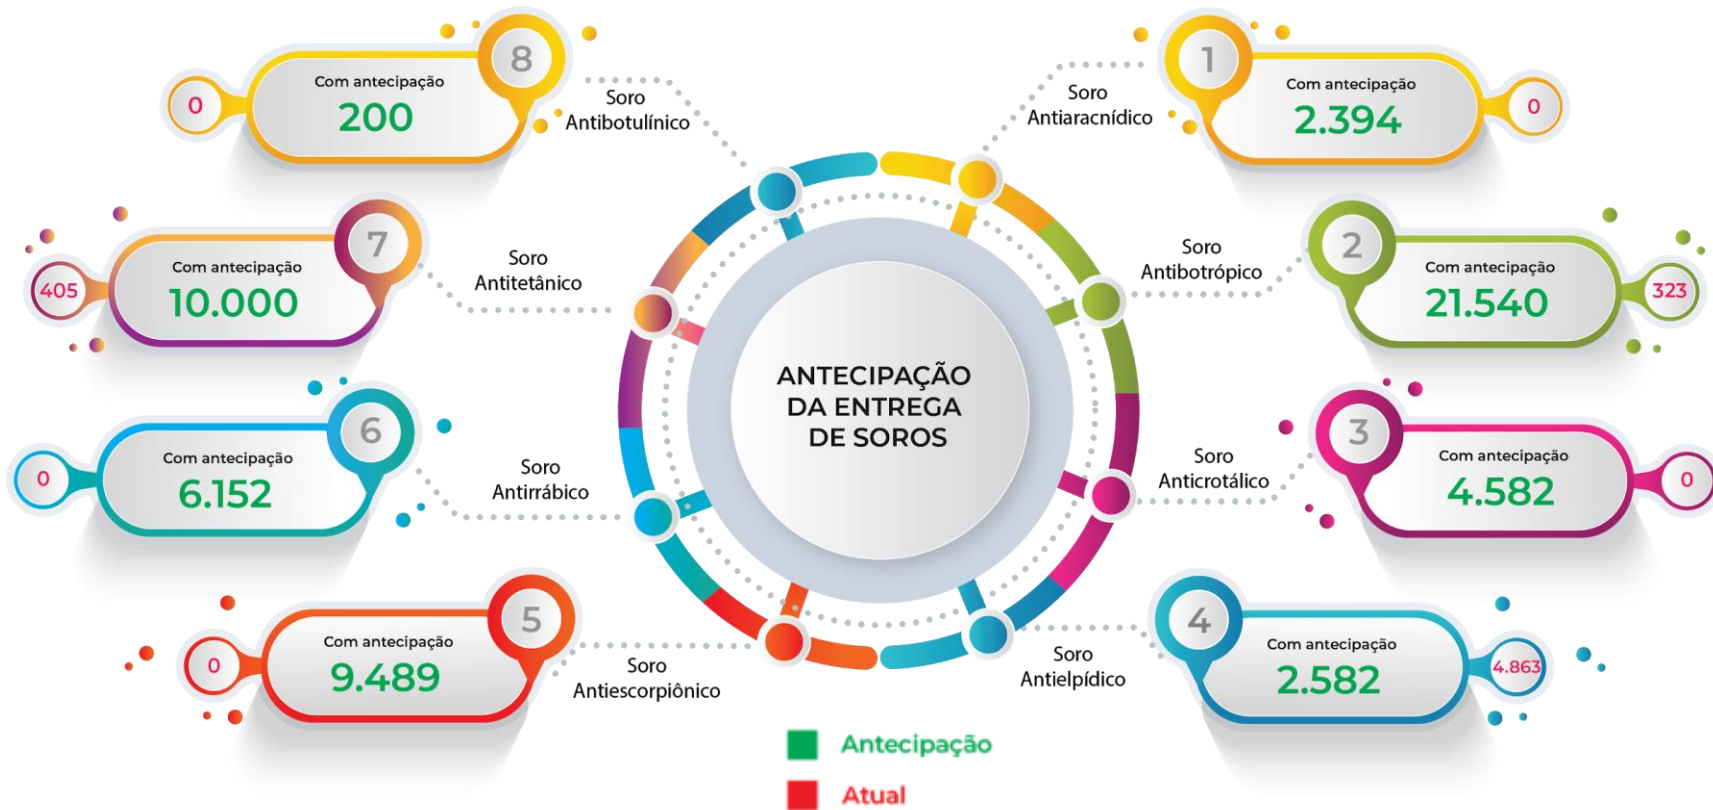 8
Com antecipação
200
0
Soro
Antibotulínico
1
Com antecipação
2.394
0
Soro
Antiaracnídico
7
Com antecipação
10.000
405
Soro
Antitetânico
2
Com antecipação
21.540
323
Soro
Antibotrópico
ANTECIPAÇÃO
DA ENTREGA
DE SOROS
6
Com antecipação
6.152
0
Soro
Antirrábico
3
Com antecipação
4.582
0
Soro
Anticrotálico
5
Com antecipação
9.489
0
Soro
Antiescorpiônico
4
Com antecipação
2.582
4.863
Soro
Antielpídico
Antecipação
Atual